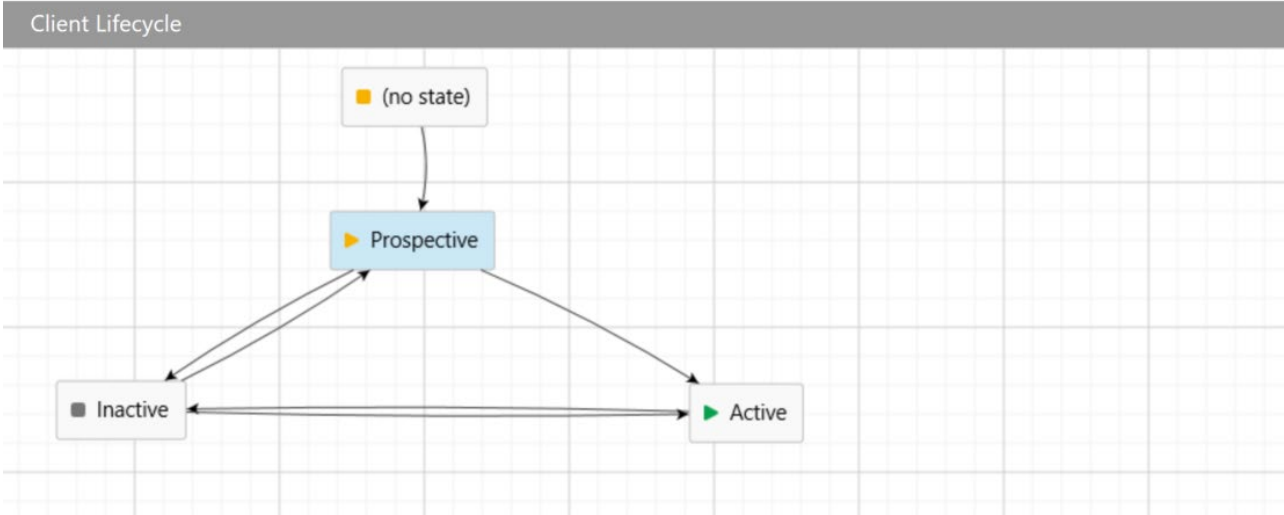 Client Lifecycle
(no state)
Prospective
Inactive
Active